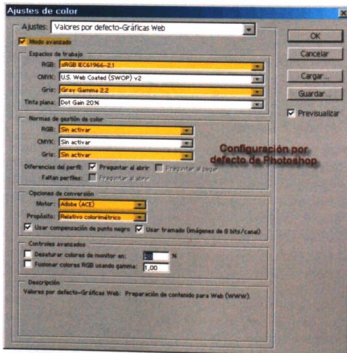 Ajustes de color
Ajustes: Valores por defecto-Gráficas Web
Modo avanzado
Espacios de trabajo
RGB: sRGB IEC61966-2.1
CMYK: U.S. Web Coated (SWOP) v2
Gris: Gray Gamma 2.2
Tinta plana: Dot Gain 20%
Normas de gestión de color
RGB: Sin activar
CMYK: Sin activar
Gris: Sin activar
Diferencias del perfil: Preguntar al abrir Preguntar al pegar
Faltan perfiles: Preguntar al abrir
Opciones de conversión
Motor: Adobe (ACE)
Propósito: Relativo colorimétrico
Usar compensación de punto negro Usar tramado (imágenes de 8 bits/canal)
Controles avanzados
Desaturar colores de monitor en: %
Fusionar colores RGB usando gamma: 1,00
Descripción
Valores por defecto-Gráficas Web: Preparación de contenido para Web (WWW).
OK
Cancelar
Cargar...
Guardar...
Previsualizar
Configuración por
defecto de Photoshop